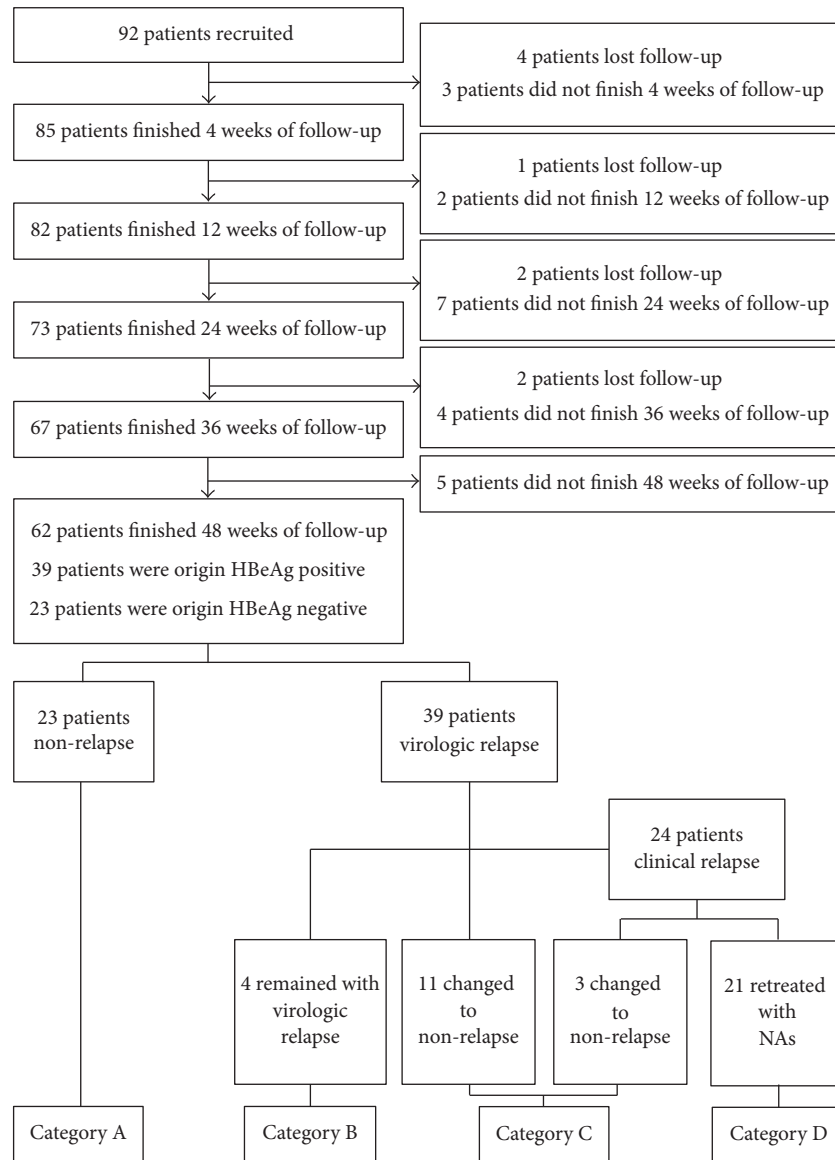 92 patients recruited
4 patients lost follow-up
3 patients did not finish 4 weeks of follow-up
85 patients finished 4 weeks of follow-up
1 patients lost follow-up
2 patients did not finish 12 weeks of follow-up
82 patients finished 12 weeks of follow-up
2 patients lost follow-up
7 patients did not finish 24 weeks of follow-up
73 patients finished 24 weeks of follow-up
2 patients lost follow-up
4 patients did not finish 36 weeks of follow-up
67 patients finished 36 weeks of follow-up
5 patients did not finish 48 weeks of follow-up
62 patients finished 48 weeks of follow-up
39 patients were origin HBeAg positive
23 patients were origin HBeAg negative
23 patients
non-relapse
39 patients
virologic relapse
24 patients
clinical relapse
4 remained with
virologic
relapse
11 changed
to
non-relapse
3 changed
to
non-relapse
21 retreated
with
NAs
Category A
Category B
Category C
Category D